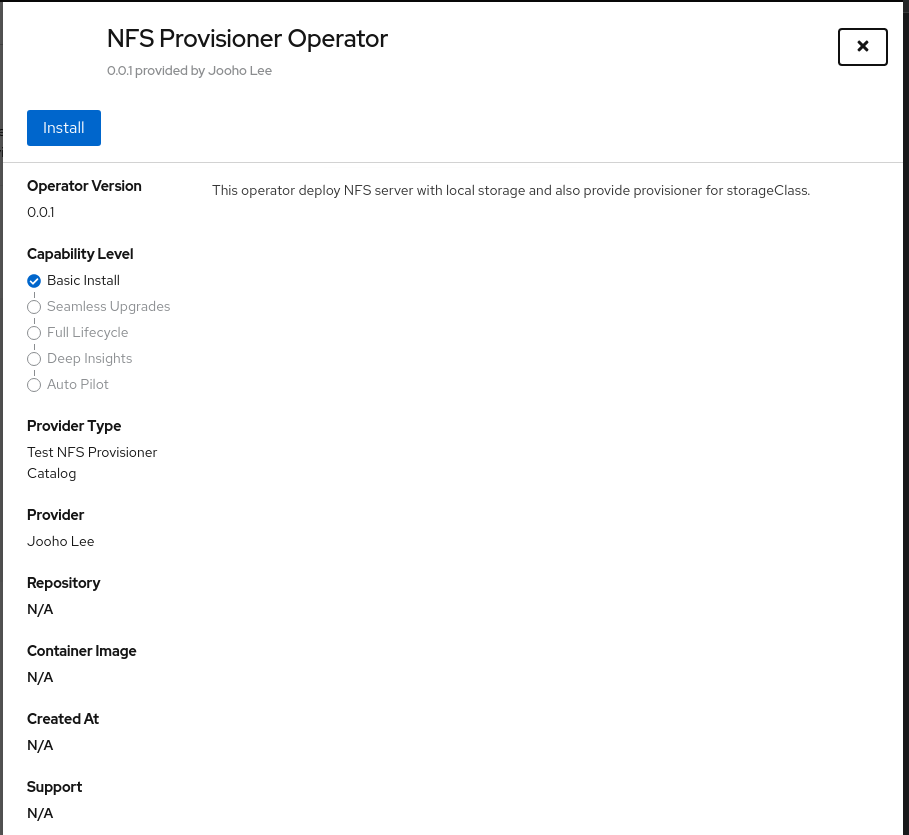 NFS Provisioner Operator
0.0.1 provided by Jooho Lee
Install
Operator Version
0.0.1
This operator deploy NFS server with local storage and also provide provisioner for storageClass.
Capability Level
Basic Install
Seamless Upgrades
Full Lifecycle
Deep Insights
Auto Pilot
Provider Type
Test NFS Provisioner
Catalog
Provider
Jooho Lee
Repository
N/A
Container Image
N/A
Created At
N/A
Support
N/A